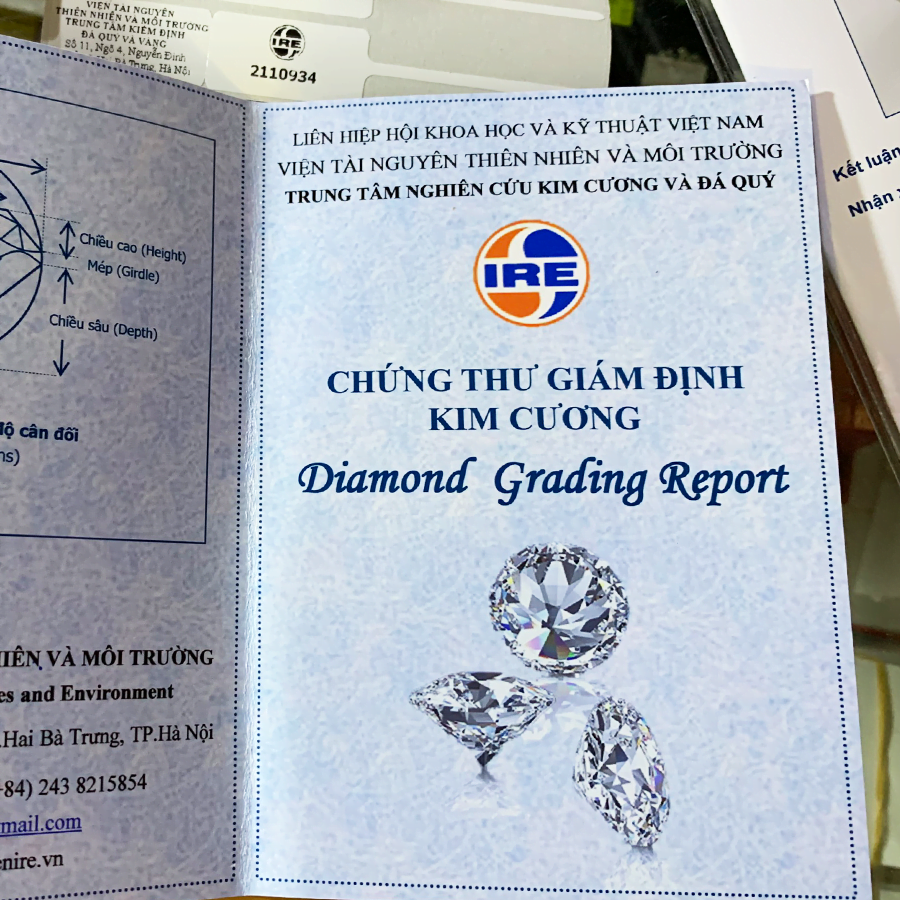 VIỆN TÀI NGUYÊN
THIÊN NHIÊN VÀ MÔI TRƯỜNG
TRUNG TÂM KIỂM ĐỊNH
ĐÁ QUÝ VÀ VÀNG
Số 11, Ngõ 4, Nguyễn Đình
Bà Trưng, Hà Nội
IRE
2110934
Kết luận
Nhận
Chiều cao (Height)
Mép (Girdle)
Chiều sâu (Depth)
độ cân đối
VÀ MÔI TRƯỜNG
and Environment
Hai Bà Trưng, TP.Hà Nội
84) 243 8215854
mail.com
nire.vn
LIÊN HIỆP HỘI KHOA HỌC VÀ KỸ THUẬT VIỆT NAM
VIỆN TÀI NGUYÊN THIÊN NHIÊN VÀ MÔI TRƯỜNG
TRUNG TÂM NGHIÊN CỨU KIM CƯƠNG VÀ ĐÁ QUÝ
IRE
CHỨNG THƯ GIÁM ĐỊNH
KIM CƯƠNG
Diamond Grading Report